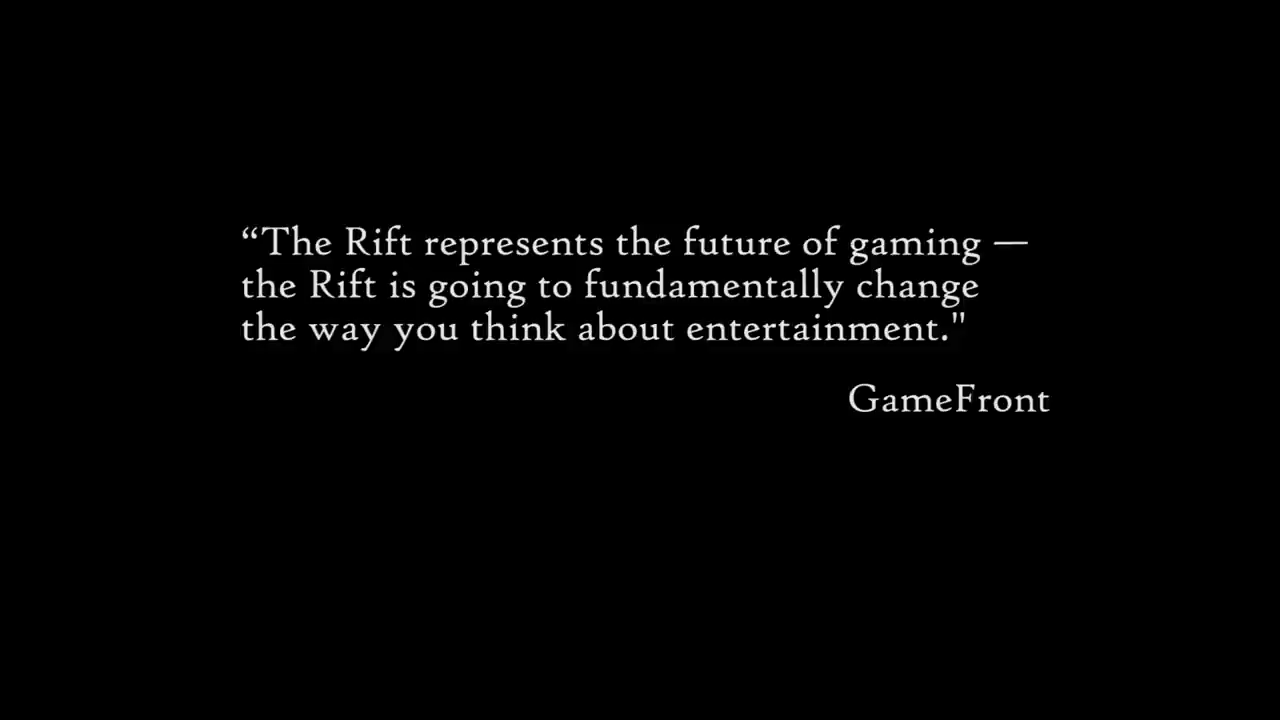 “The Rift represents the future of gaming —
the Rift is going to fundamentally change
the way you think about entertainment."
GameFront